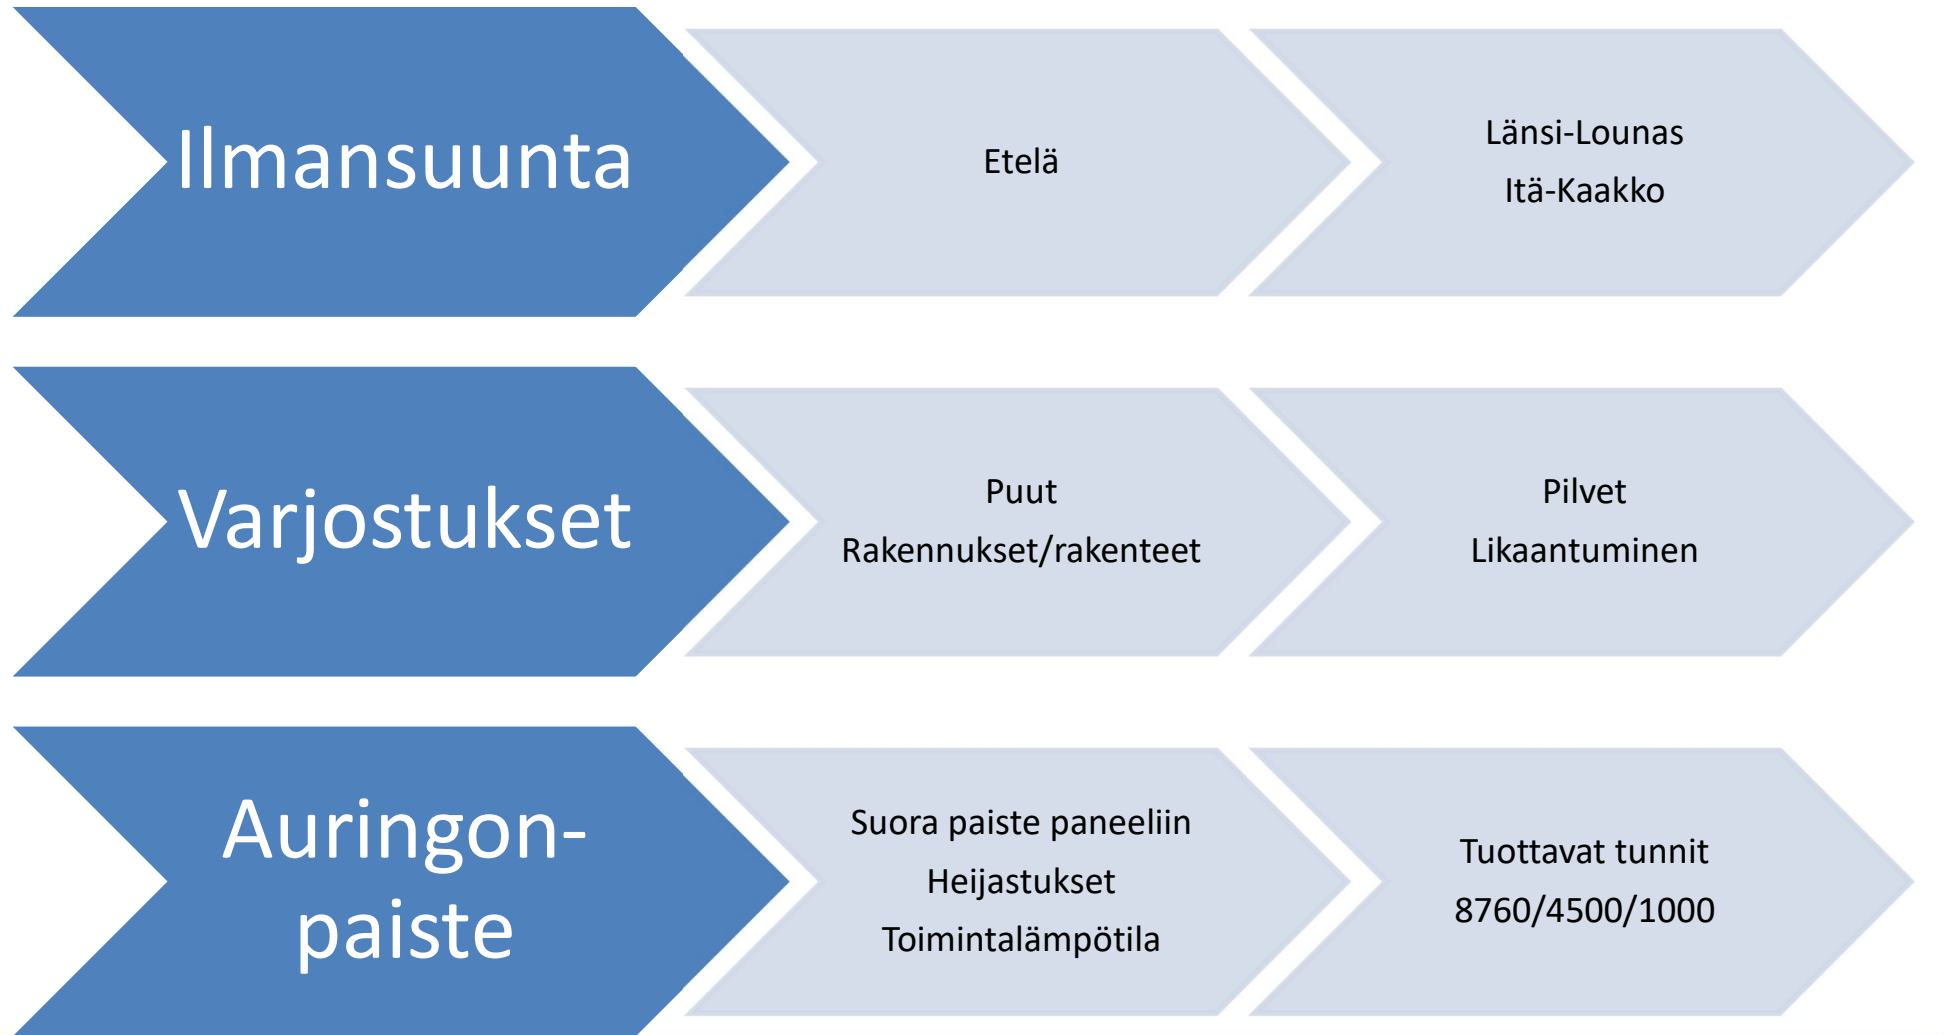 Ilmansuunta
Etelä
Länsi-Lounas
Itä-Kaakko
Varjostukset
Puut
Rakennukset/rakenteet
Pilvet
Likaantuminen
Auringon-
paiste
Suora paiste paneeliin
Heijastukset
Toimintalämpötila
Tuottavat tunnit
8760/4500/1000